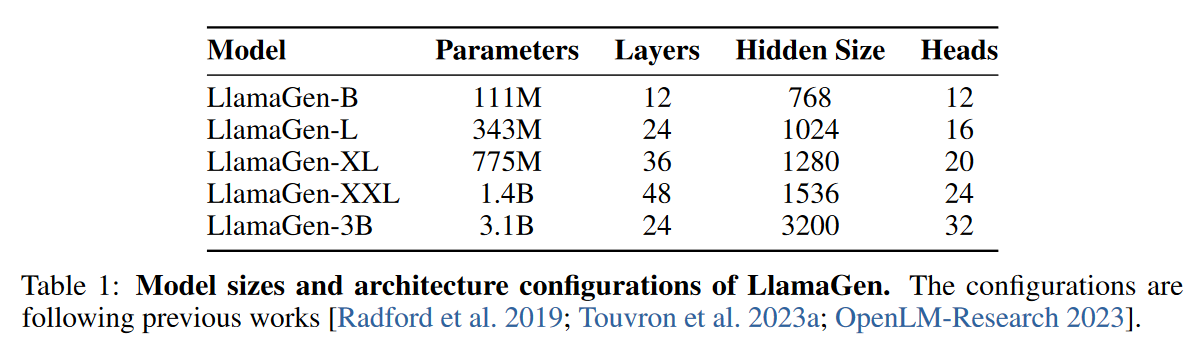 Model Parameters Layers Hidden Size Heads
LlamaGen-B 111M 12 768 12
LlamaGen-L 343M 24 1024 16
LlamaGen-XL 775M 36 1280 20
LlamaGen-XXL 1.4B 48 1536 24
LlamaGen-3B 3.1B 24 3200 32
Table 1: Model sizes and architecture configurations of LlamaGen. The configurations are
following previous works [Radford et al. 2019; Touvron et al. 2023a; OpenLM-Research 2023].